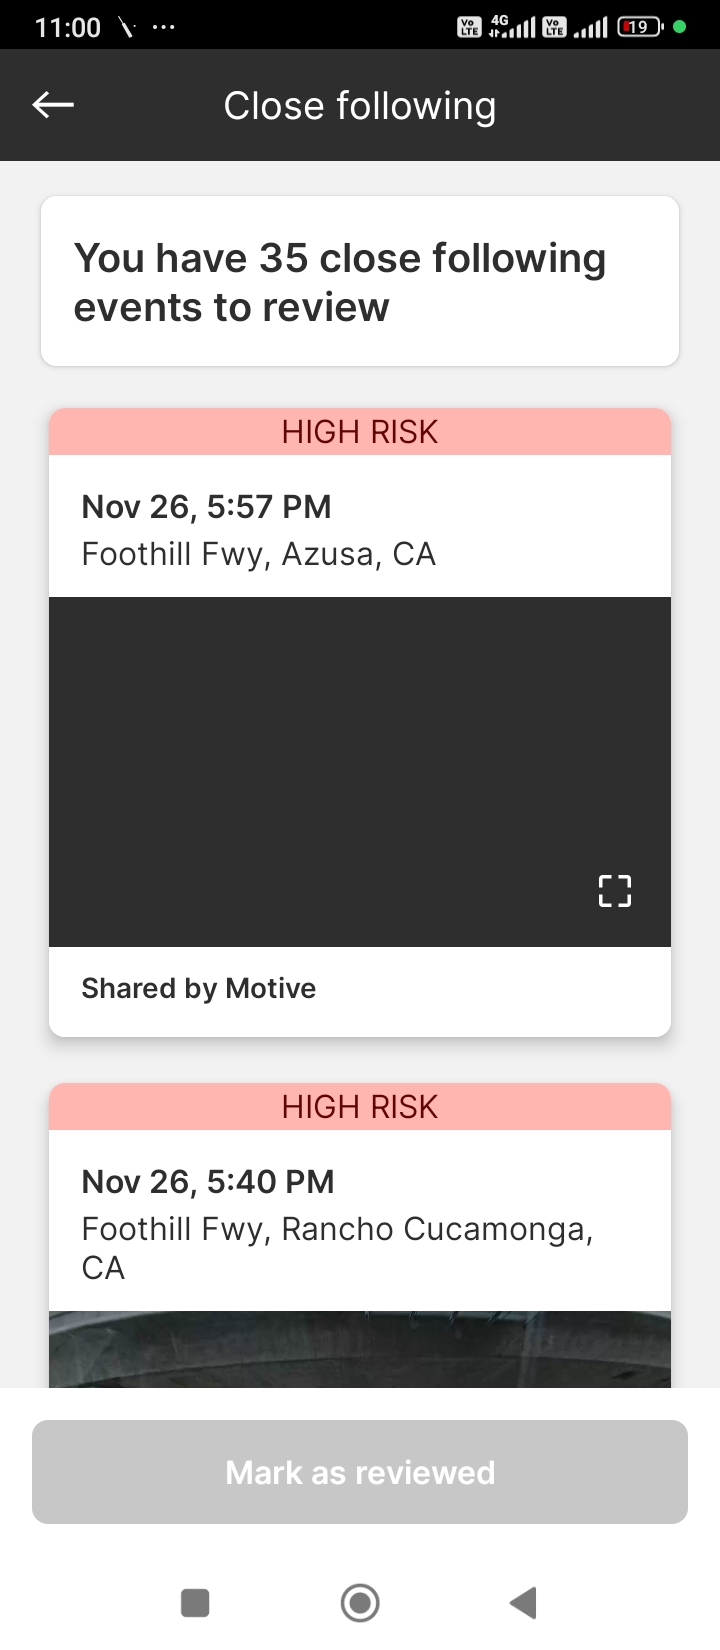 11:00
Vo LTE 4G Vo LTE 19
Close following
You have 35 close following
events to review
HIGH RISK
Nov 26, 5:57 PM
Foothill Fwy, Azusa, CA
Shared by Motive
HIGH RISK
Nov 26, 5:40 PM
Foothill Fwy, Rancho Cucamonga,
CA
Mark as reviewed